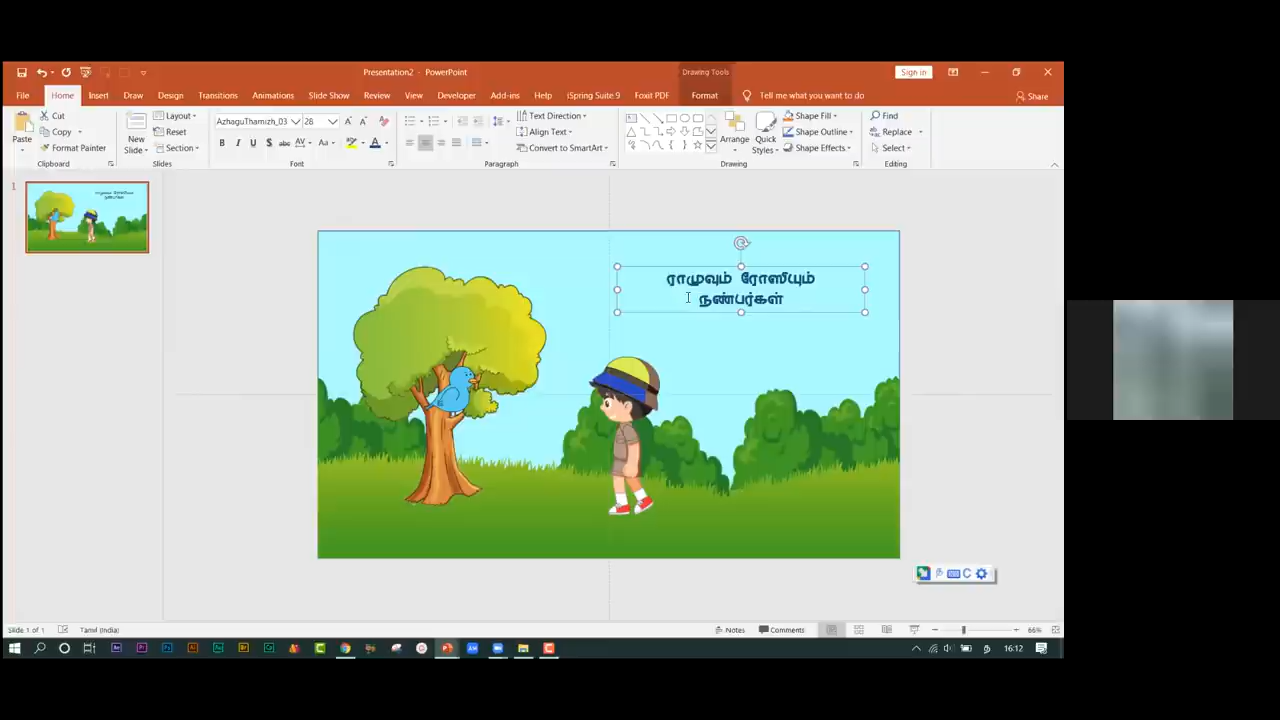 Presentation2 - PowerPoint
Drawing Tools
Sign in
File Home Insert Draw Design Transitions Animations Slide Show Review View Developer Add-ins Help iSpring Suite 9 Foxit PDF Format Tell me what you want to do Share
Paste
Cut
Copy
Format Painter
Clipboard
New Slide
Layout
Reset
Section
Slides
AzhaguThamizh_03 28
Font
Text Direction
Align Text
Convert to SmartArt
Paragraph
Arrange
Quick Styles
Shape Fill
Shape Outline
Shape Effects
Drawing
Find
Replace
Select
Editing
1
ராமுவும் ரோஸியும்
நண்பர்கள்
Slide 1 of 1 Tamil (India) Notes Comments 66%
16:12